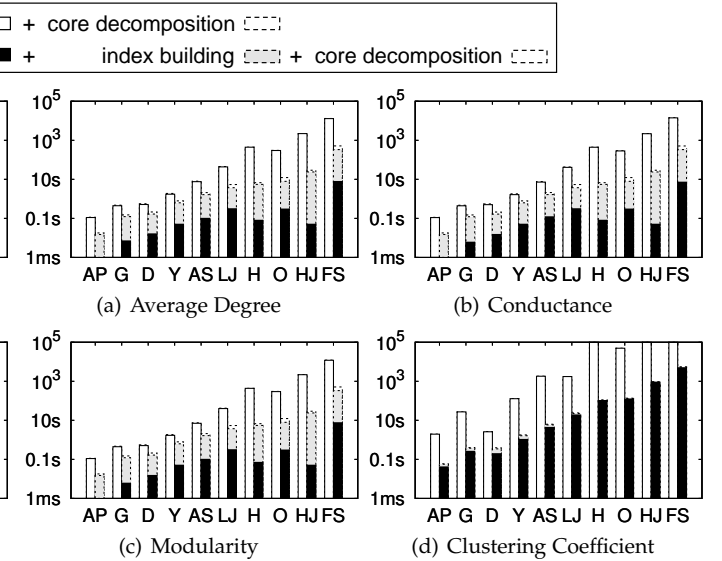 + core decomposition
+ index building + core decomposition
10^5
10^3
10s
0.1s
1ms
AP G D Y AS LJ H O HJ FS
(a) Average Degree
10^5
10^3
10s
0.1s
1ms
AP G D Y AS LJ H O HJ FS
(b) Conductance
10^5
10^3
10s
0.1s
1ms
AP G D Y AS LJ H O HJ FS
(c) Modularity
10^5
10^3
10s
0.1s
1ms
AP G D Y AS LJ H O HJ FS
(d) Clustering Coefficient